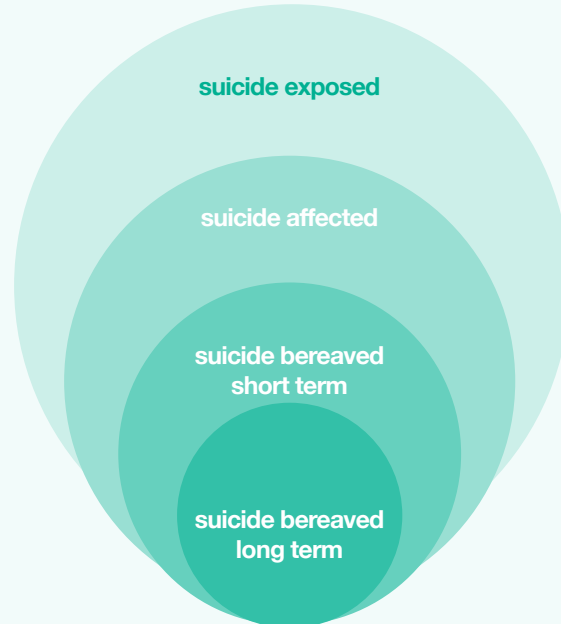 suicide exposed
suicide affected
suicide bereaved
short term
suicide bereaved
long term